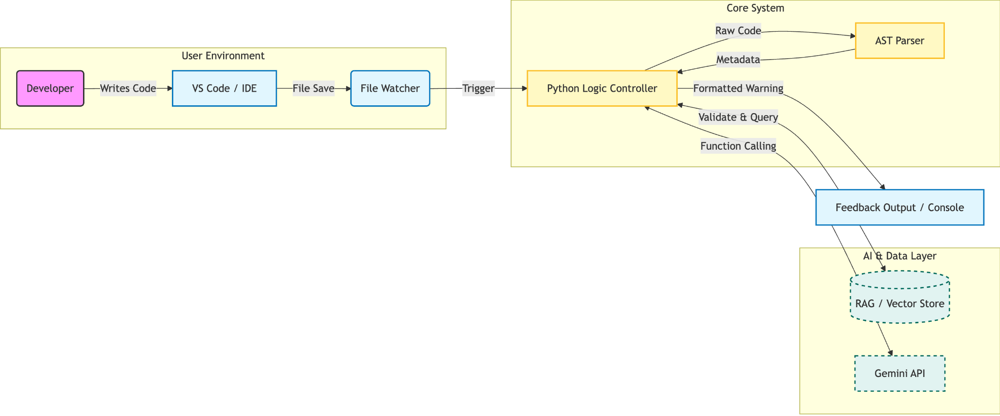 Core System
Raw Code
AST Parser
Metadata
User Environment
Developer
Writes Code
VS Code / IDE
File Save
File Watcher
Trigger
Python Logic Controller
Formatted Warning
Validate & Query
Function Calling
Feedback Output / Console
AI & Data Layer
RAG / Vector Store
Gemini API